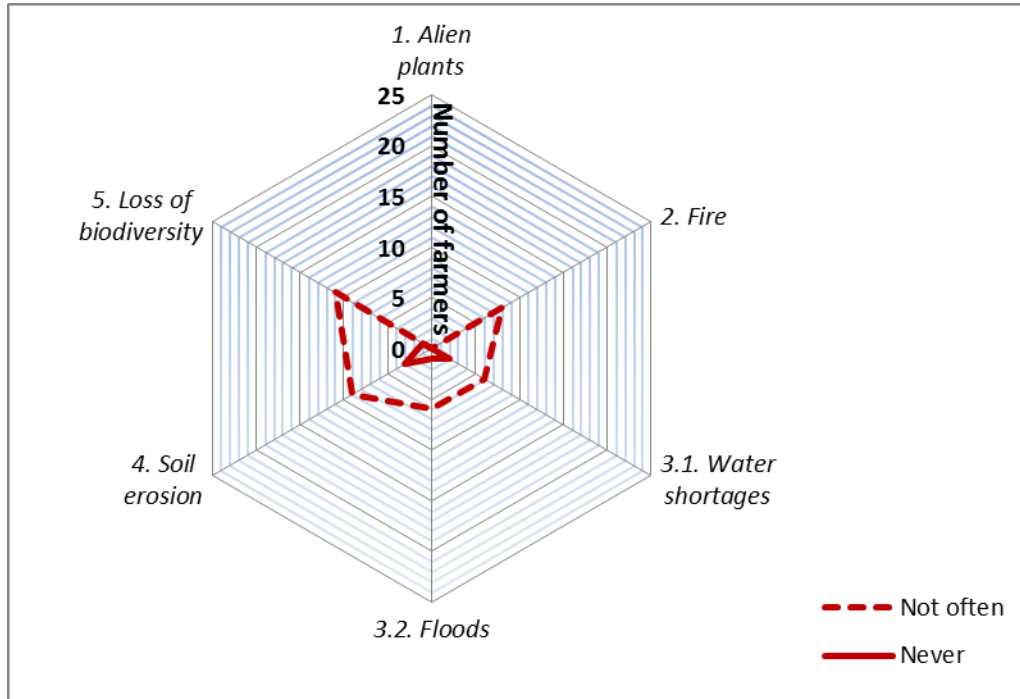 1. Alien
plants
25
20
15
10
5
0
Number of farmers
2. Fire
3.1. Water
shortages
3.2. Floods
4. Soil
erosion
5. Loss of
biodiversity
Not often
Never